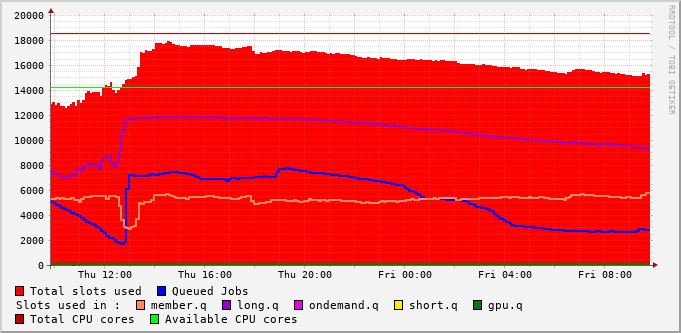 RRDTOOL / TOBI OETIKER
20000
18000
16000
14000
12000
10000
8000
6000
4000
2000
0
Thu 12:00 Thu 16:00 Thu 20:00 Fri 00:00 Fri 04:00 Fri 08:00
Total slots used Queued Jobs
Slots used in : member.q long.q ondemand.q short.q gpu.q
Total CPU cores Available CPU cores